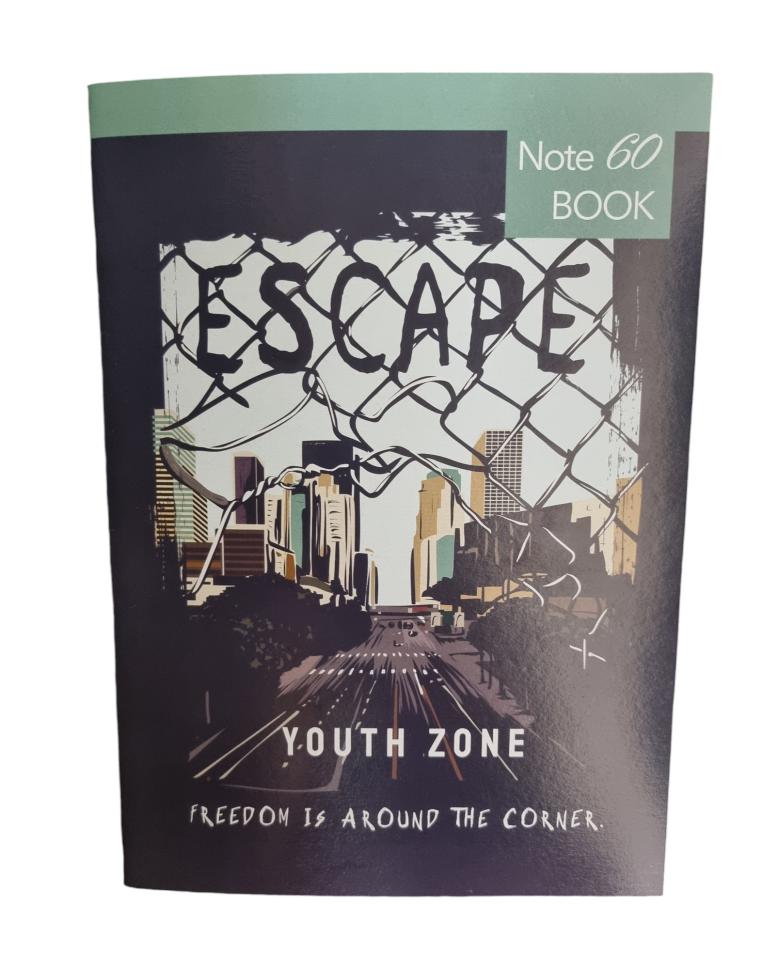 Note 60
BOOK
ESCAPE
YOUTH ZONE
FREEDOM IS AROUND THE CORNER.